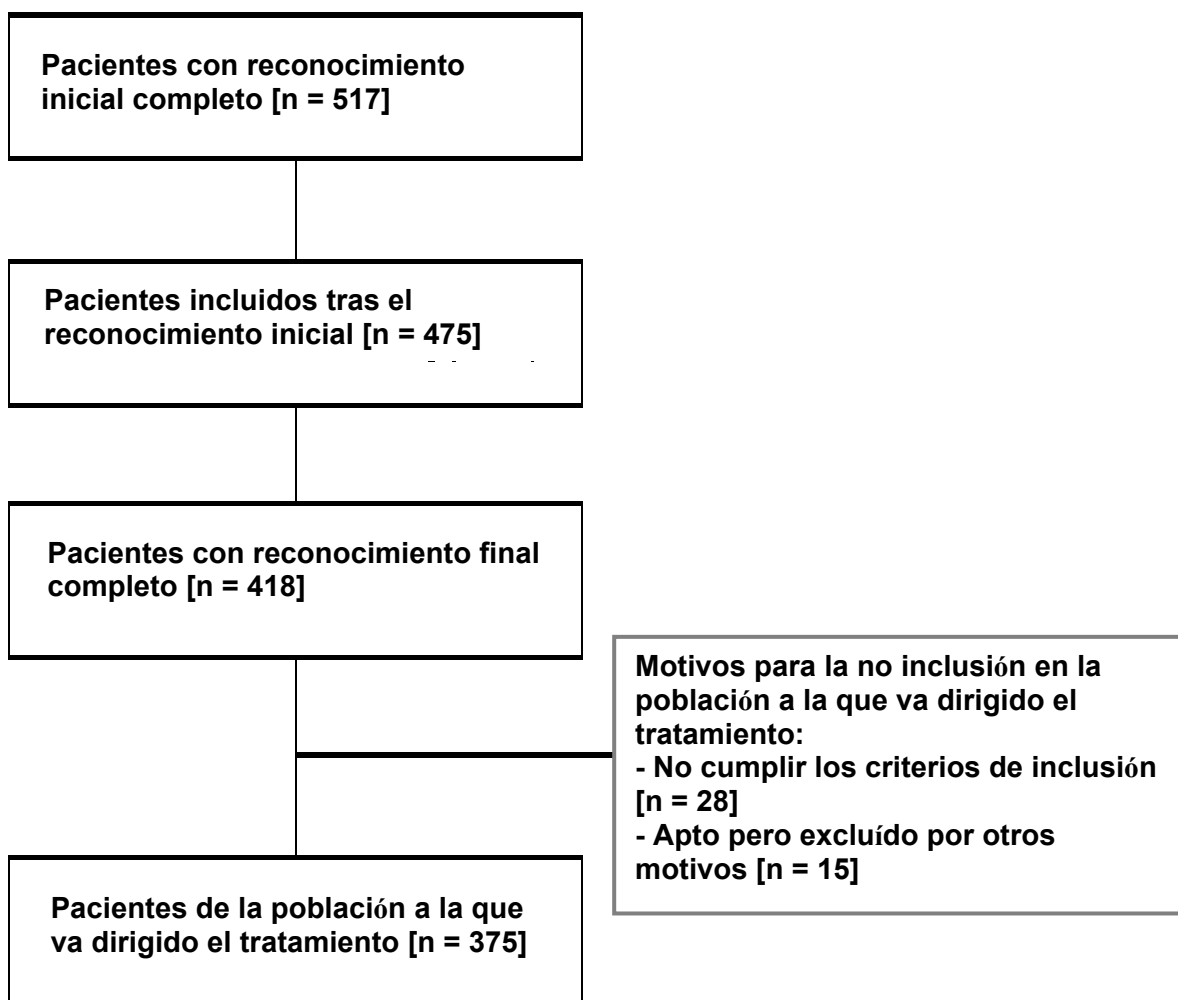 Pacientes con reconocimiento
inicial completo [n = 517]
Pacientes incluidos tras el
reconocimiento inicial [n = 475]
Pacientes con reconocimiento final
completo [n = 418]
Motivos para la no inclusión en la
población a la que va dirigido el
tratamiento:
- No cumplir los criterios de inclusión
[n = 28]
- Apto pero excluído por otros
motivos [n = 15]
Pacientes de la población a la que
va dirigido el tratamiento [n = 375]